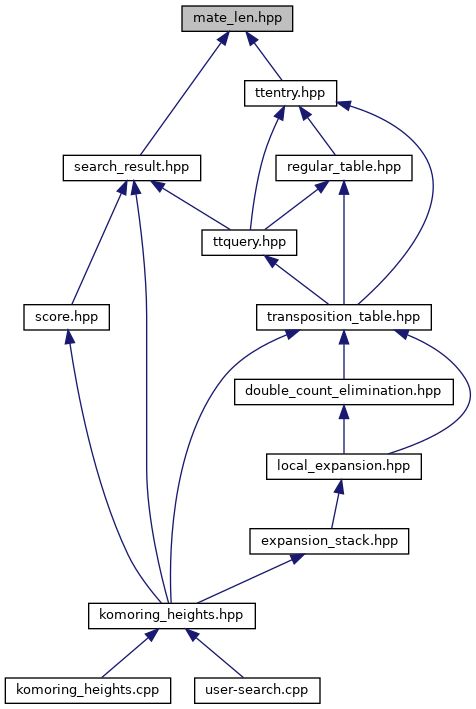 mate_len.hpp
ttentry.hpp
search_result.hpp
regular_table.hpp
ttquery.hpp
score.hpp
transposition_table.hpp
double_count_elimination.hpp
local_expansion.hpp
expansion_stack.hpp
komoring_heights.hpp
komoring_heights.cpp
user-search.cpp